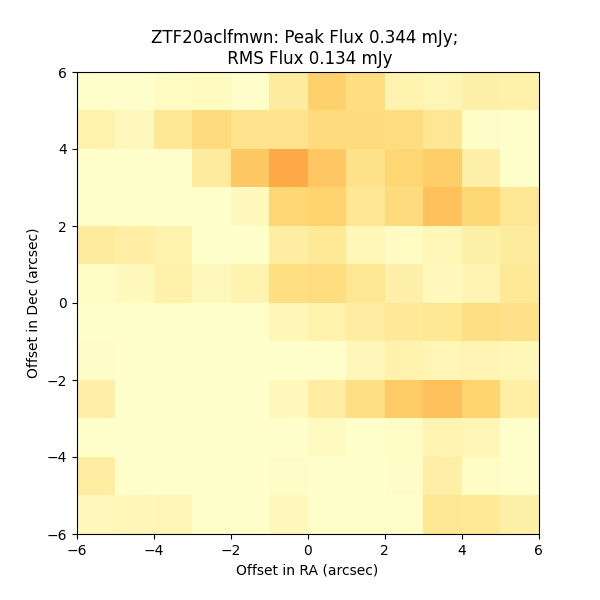 ZTF20aclfmwn: Peak Flux 0.344 mJy;
RMS Flux 0.134 mJy
6
4
2
0
−2
−4
−6
Offset in Dec (arcsec)
−6 −4 −2 0 2 4 6
Offset in RA (arcsec)